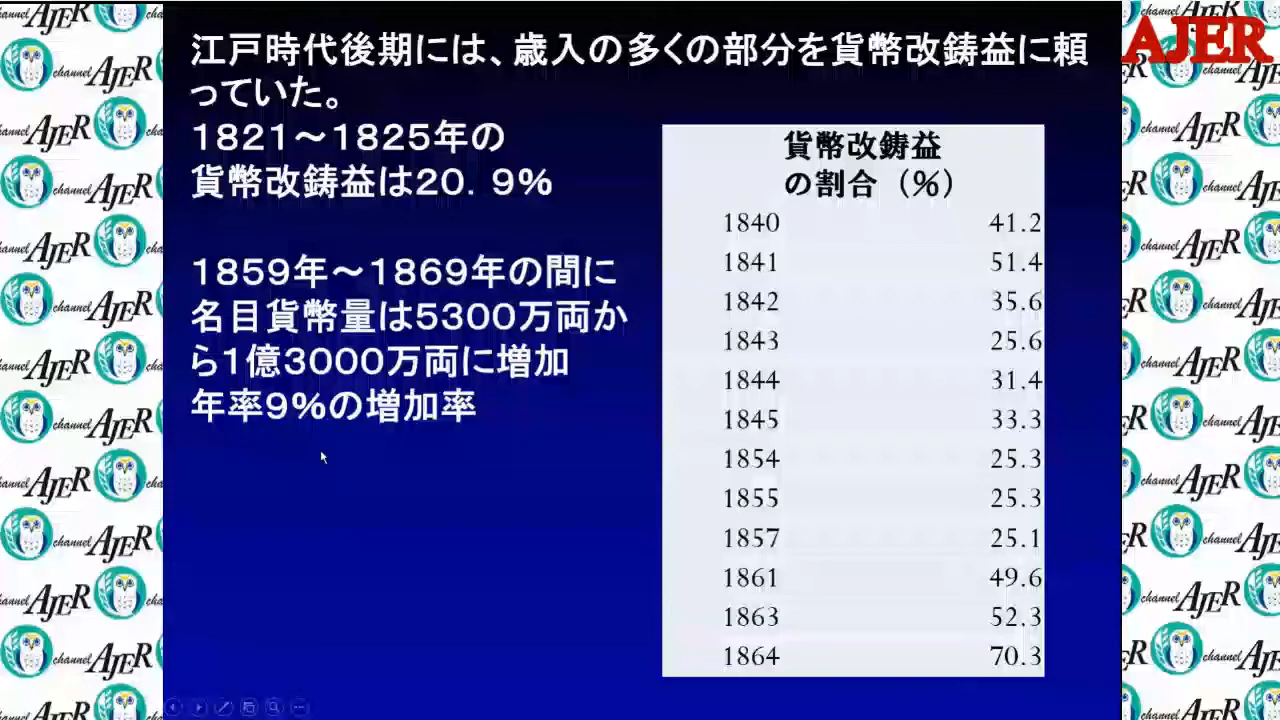 AJER
江戸時代後期には、歳入の多くの部分を貨幣改鋳益に頼
っていた。
1821～1825年の
貨幣改鋳益は20．9%
1859年～1869年の間に
名目貨幣量は5300万両か
ら1億3000万両に増加
年率9%の増加率
貨幣改鋳益
の割合（%）
1840 41.2
1841 51.4
1842 35.6
1843 25.6
1844 31.4
1845 33.3
1854 25.3
1855 25.3
1857 25.1
1861 49.6
1863 52.3
1864 70.3
channel AJER